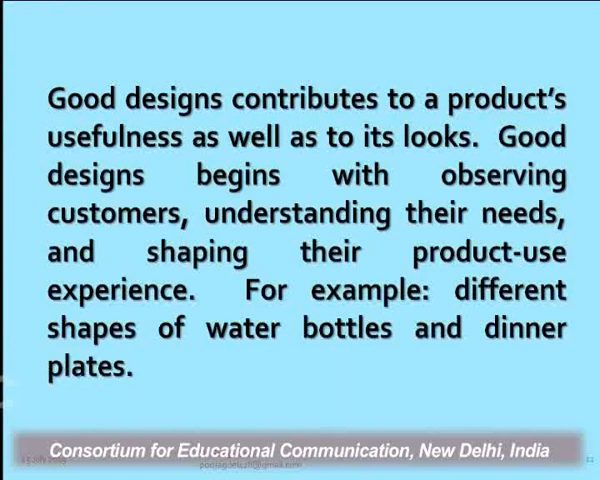 Good designs contributes to a product's
usefulness as well as to its looks. Good
designs begins with observing
customers, understanding their needs,
and shaping their product-use
experience. For example: different
shapes of water bottles and dinner
plates.
Consortium for Educational Communication, New Delhi, India